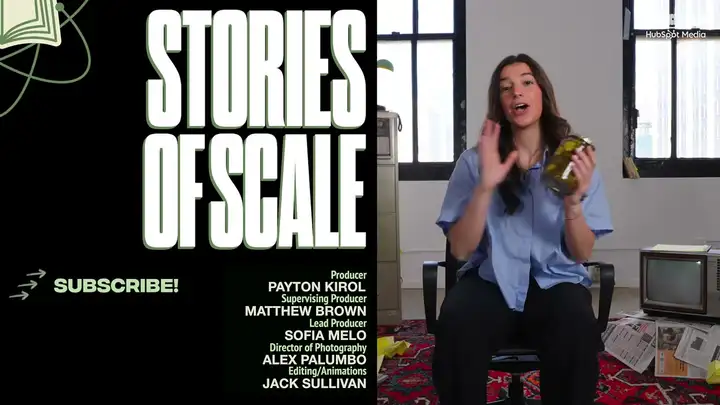 STORIES
OF SCALE
SUBSCRIBE!
Producer
PAYTON KIROL
Supervising Producer
MATTHEW BROWN
Lead Producer
SOFIA MELO
Director of Photography
ALEX PALUMBO
Editing/Animations
JACK SULLIVAN
HubSpot Media